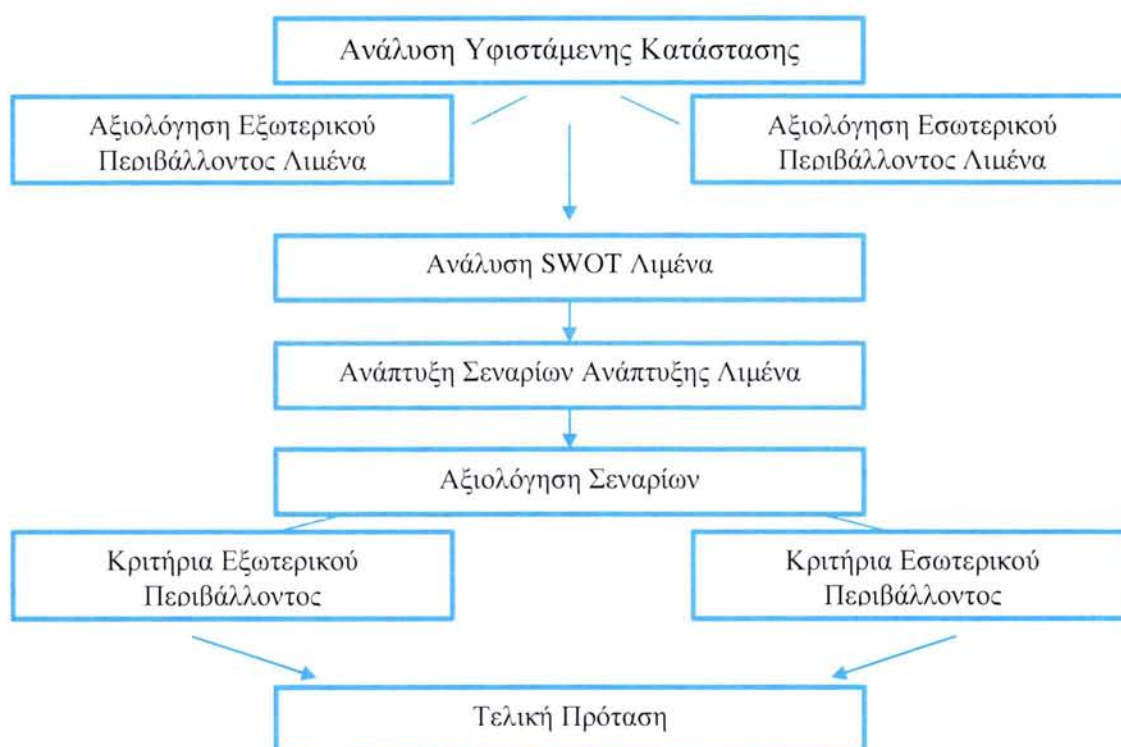 Ανάλυση Υφιστάμενης Κατάστασης
Αξιολόγηση Εξωτερικού
Περιβάλλοντος Λιμένα
Αξιολόγηση Εσωτερικού
Περιβάλλοντος Λιμένα
Ανάλυση SWOT Λιμένα
Ανάπτυξη Σεναρίων Ανάπτυξης Λιμένα
Αξιολόγηση Σεναρίων
Κριτήρια Εξωτερικού
Περιβάλλοντος
Κριτήρια Εσωτερικού
Περιβάλλοντος
Τελική Πρόταση